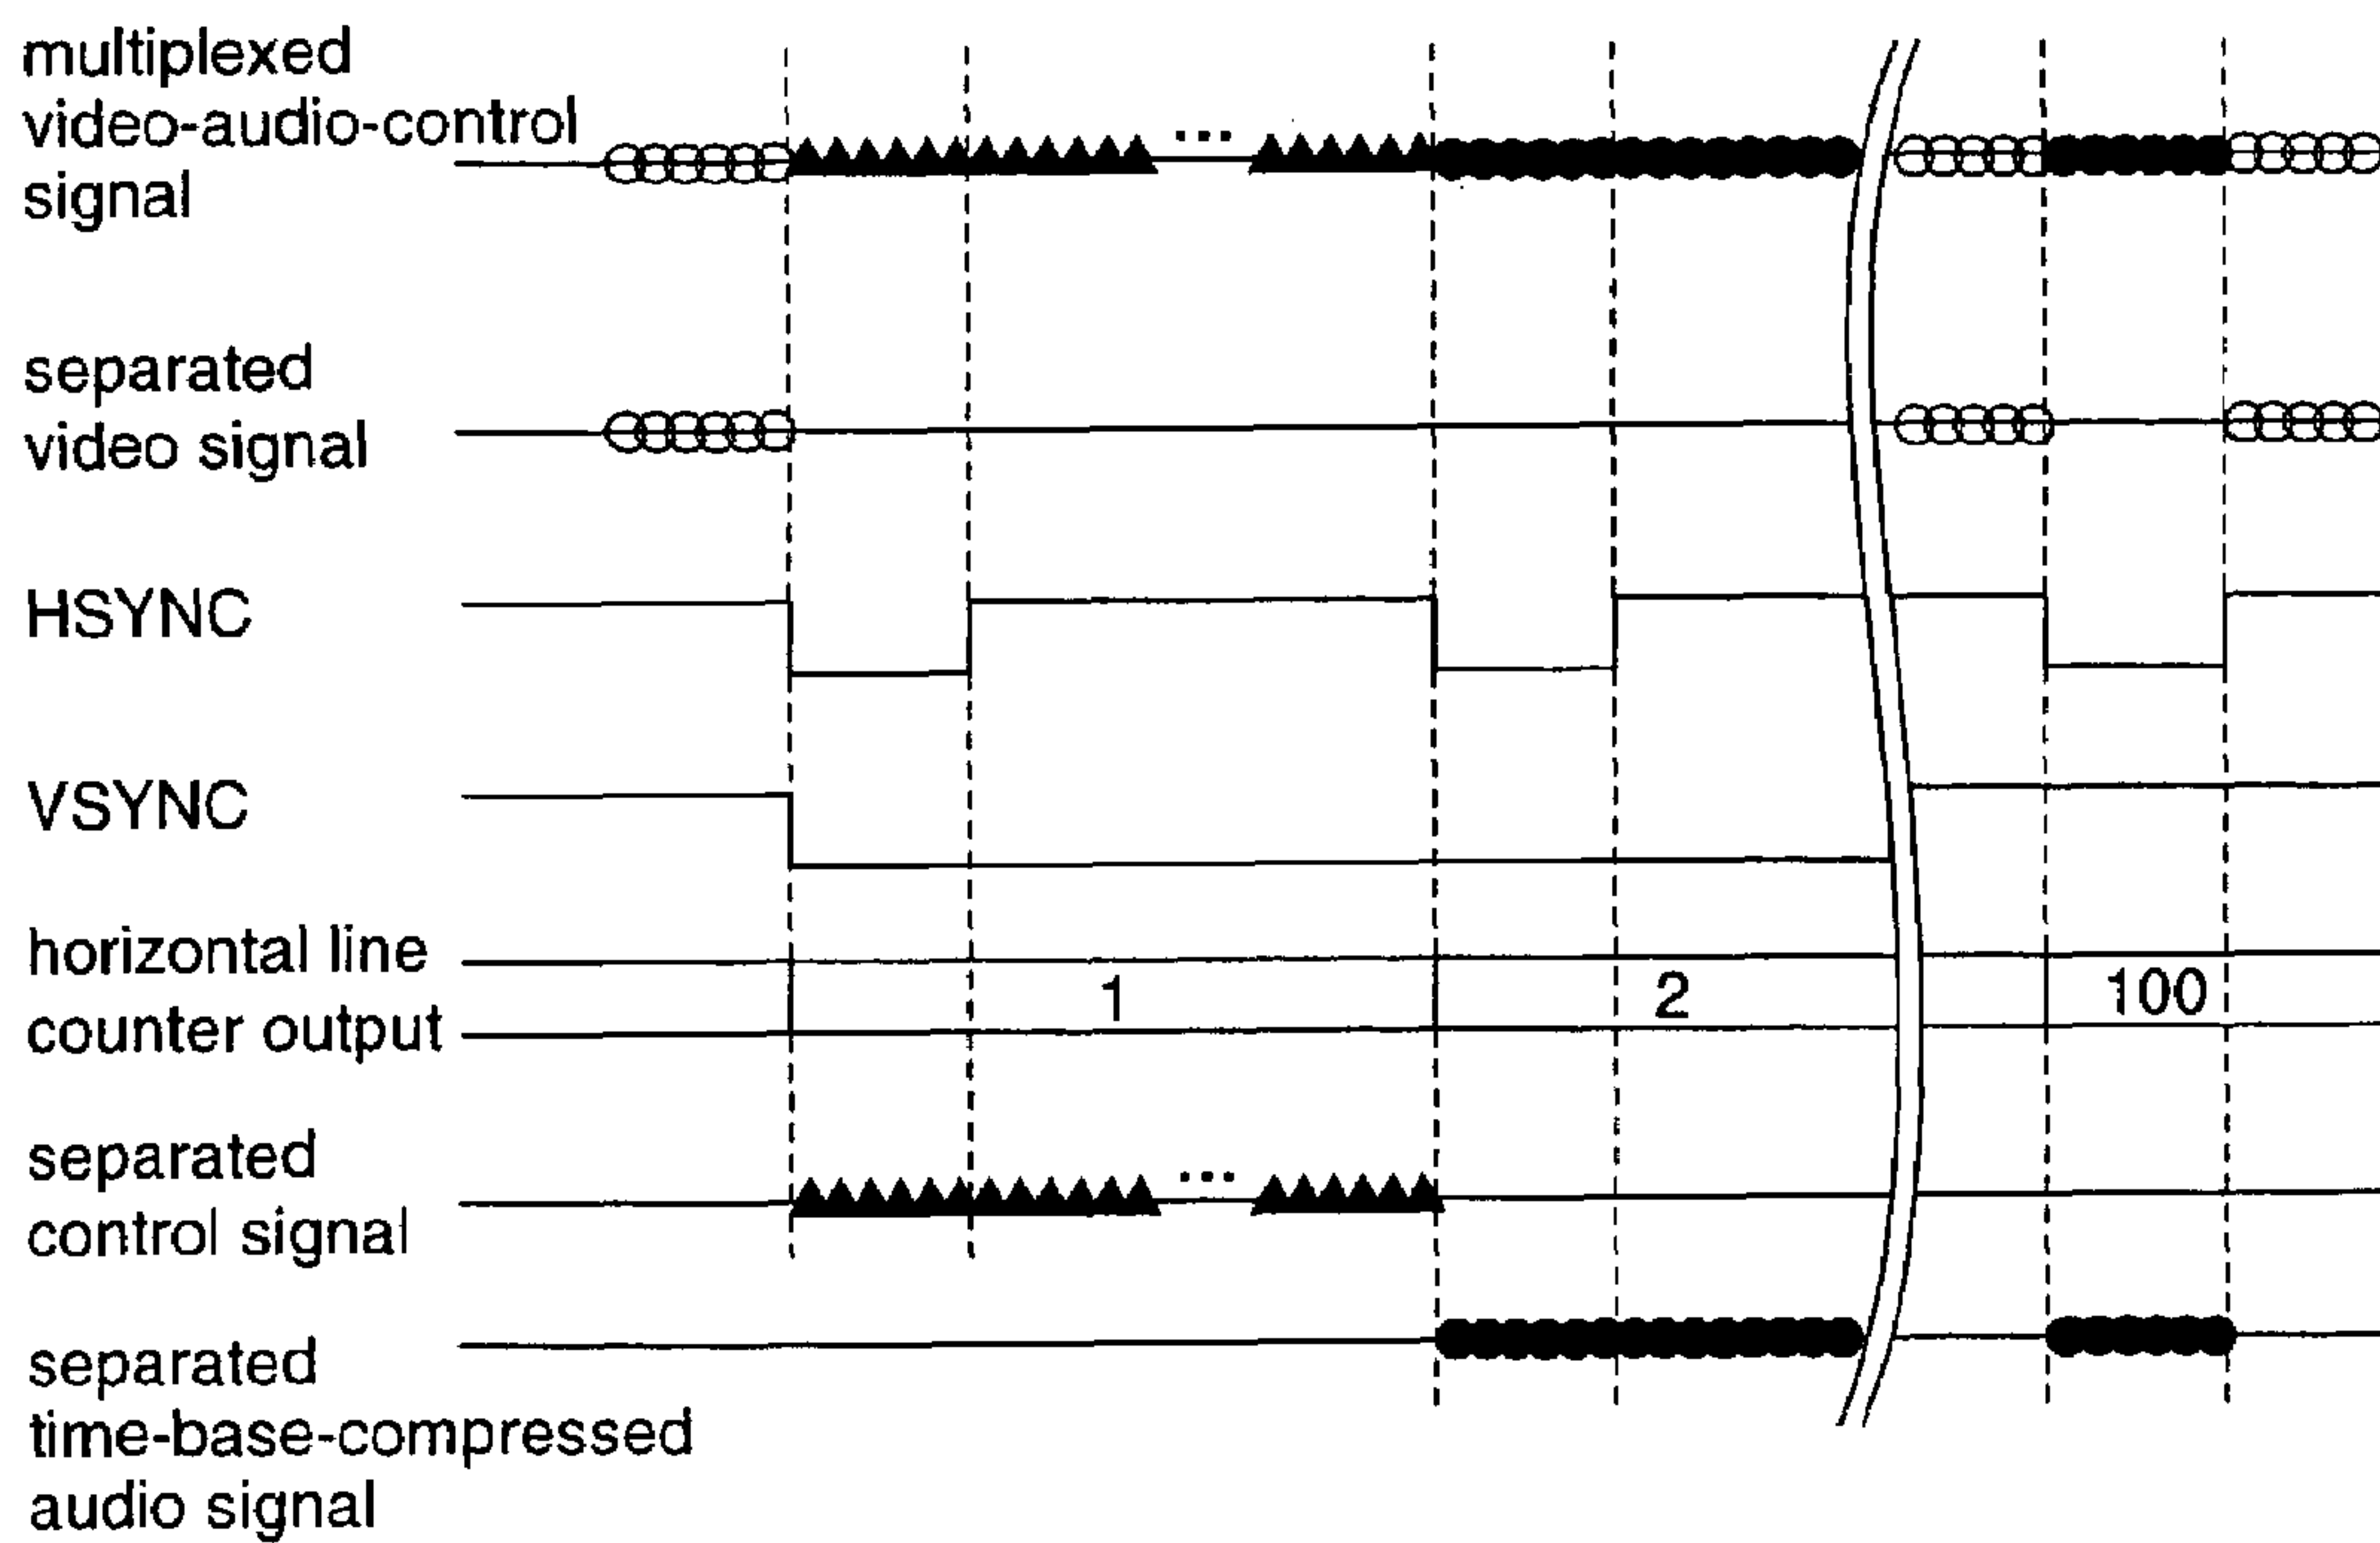 multiplexed
video-audio-control
signal
...
separated
video signal
HSYNC
VSYNC
horizontal line
counter output
1
2
100
separated
control signal
...
separated
time-base-compressed
audio signal